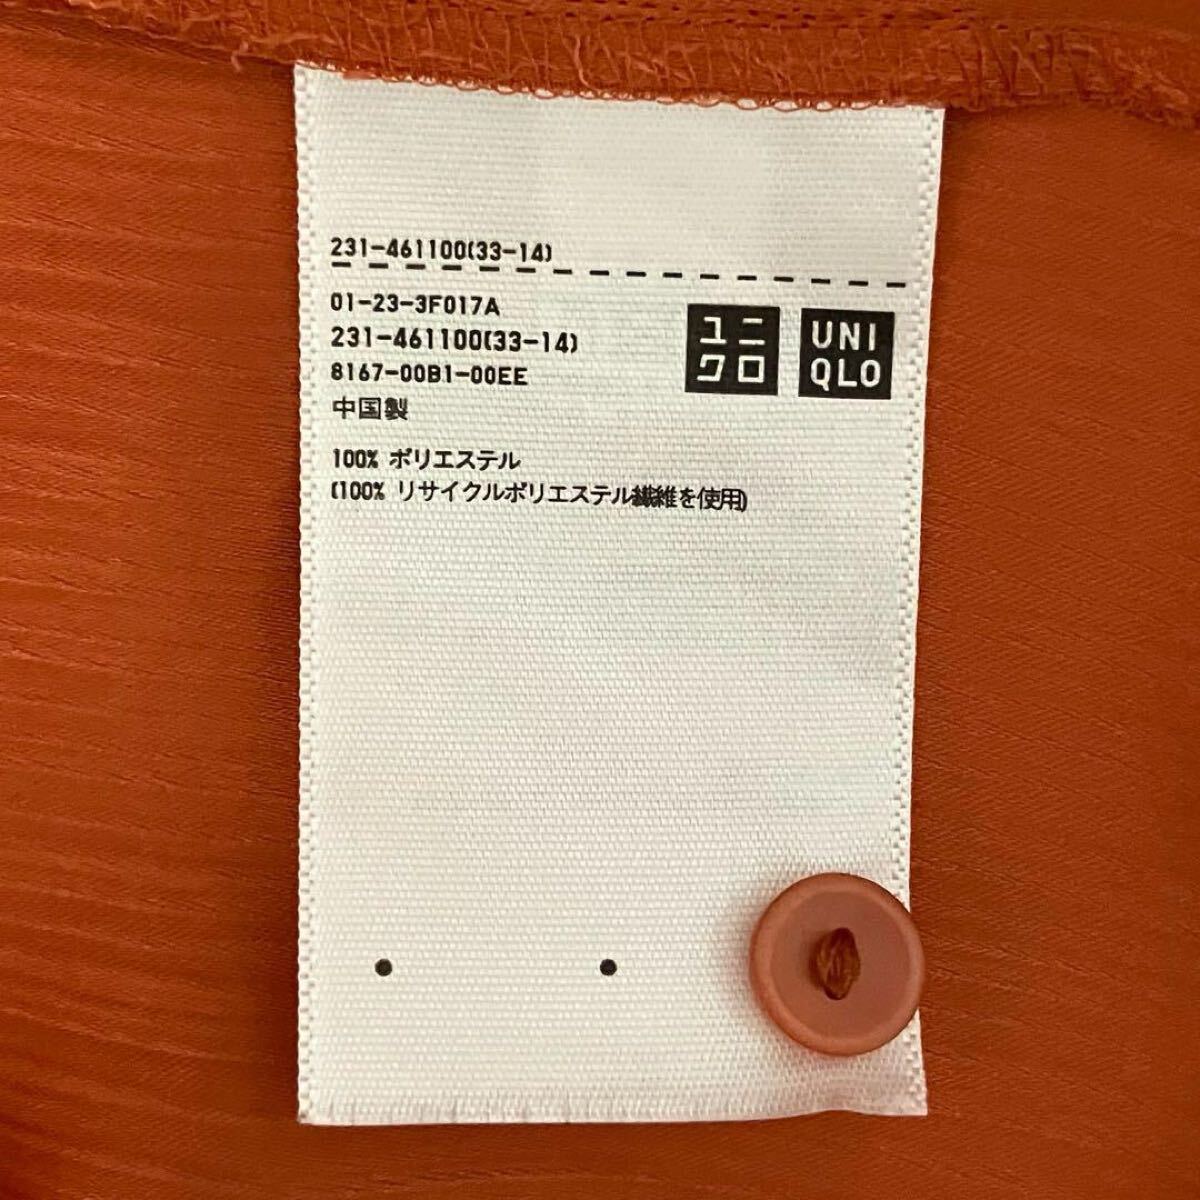 231-461100(33-14)
01-23-3F017A
231-461100(33-14)
8167-00B1-00EE
中国製
ユニ
クロ
UNI
QLO
100% ポリエステル
(100% リサイクルポリエステル繊維を使用)